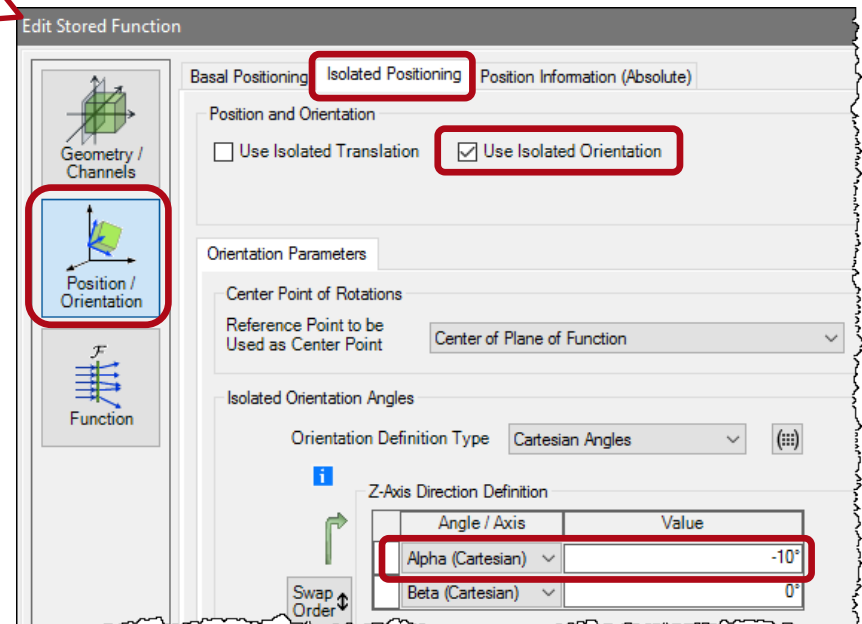 Edit Stored Function
Basal Positioning Isolated Positioning Position Information (Absolute)
Geometry /
Channels
Position /
Orientation
ℱ
Function
Position and Orientation
Use Isolated Translation Use Isolated Orientation
Orientation Parameters
Center Point of Rotations
Reference Point to be
Used as Center Point
Center of Plane of Function
Isolated Orientation Angles
Orientation Definition Type Cartesian Angles
i
Z-Axis Direction Definition
Angle / Axis Value
Alpha (Cartesian) -10°
Beta (Cartesian) 0°
Swap
Order